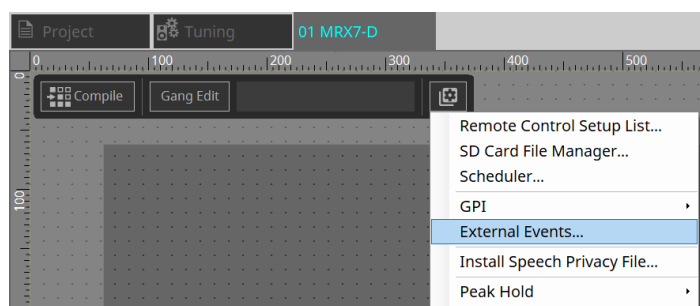 Project
Tuning
01 MRX7-D
0
100
200
300
400
500
0
Compile
Gang Edit
Remote Control Setup List...
SD Card File Manager...
Scheduler...
100
GPI
External Events...
Install Speech Privacy File...
Peak Hold